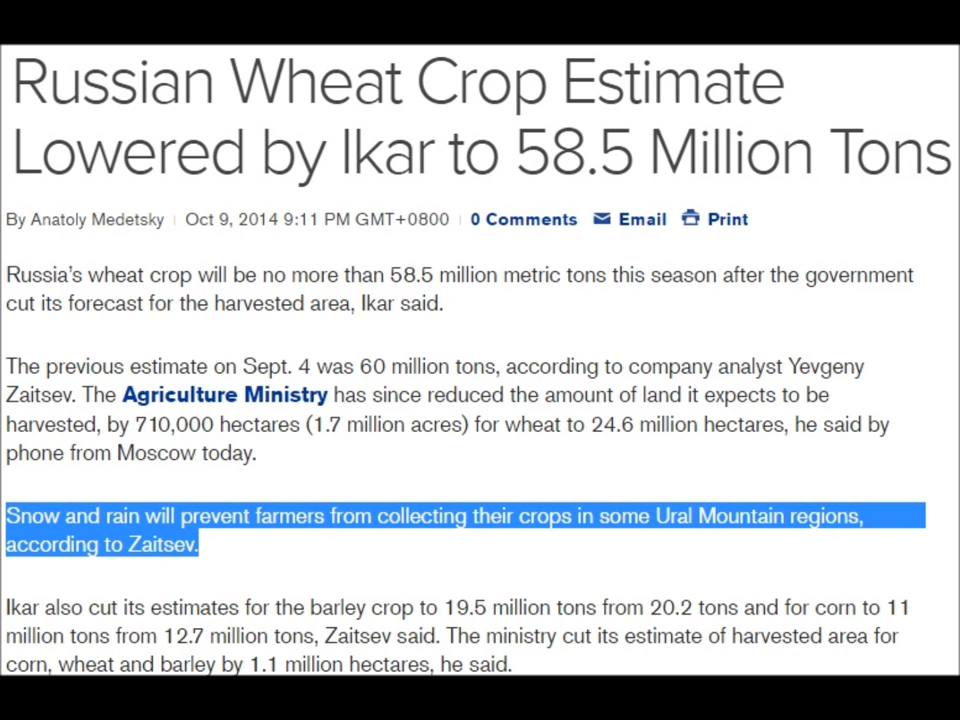 Russian Wheat Crop Estimate
Lowered by Ikar to 58.5 Million Tons
By Anatoly Medetsky | Oct 9, 2014 9:11 PM GMT+0800 | 0 Comments Email Print
Russia's wheat crop will be no more than 58.5 million metric tons this season after the government
cut its forecast for the harvested area, Ikar said.
The previous estimate on Sept. 4 was 60 million tons, according to company analyst Yevgeny
Zaitsev. The Agriculture Ministry has since reduced the amount of land it expects to be
harvested, by 710,000 hectares (1.7 million acres) for wheat to 24.6 million hectares, he said by
phone from Moscow today.
Snow and rain will prevent farmers from collecting their crops in some Ural Mountain regions,
according to Zaitsev.
Ikar also cut its estimates for the barley crop to 19.5 million tons from 20.2 tons and for corn to 11
million tons from 12.7 million tons, Zaitsev said. The ministry cut its estimate of harvested area for
corn, wheat and barley by 1.1 million hectares, he said.